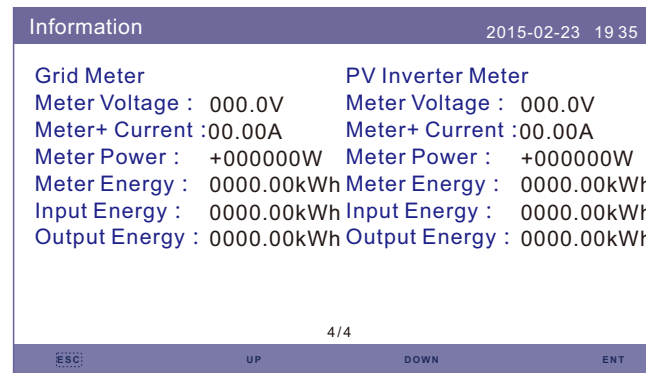 Information 2015-02-23 19 35
Grid Meter PV Inverter Meter
Meter Voltage : 000.0V Meter Voltage : 000.0V
Meter+ Current :00.00A Meter+ Current :00.00A
Meter Power : +000000W Meter Power : +000000W
Meter Energy : 0000.00kWh Meter Energy : 0000.00kWh
Input Energy : 0000.00kWh Input Energy : 0000.00kWh
Output Energy : 0000.00kWh Output Energy : 0000.00kWh
4/4
ESC UP DOWN ENT